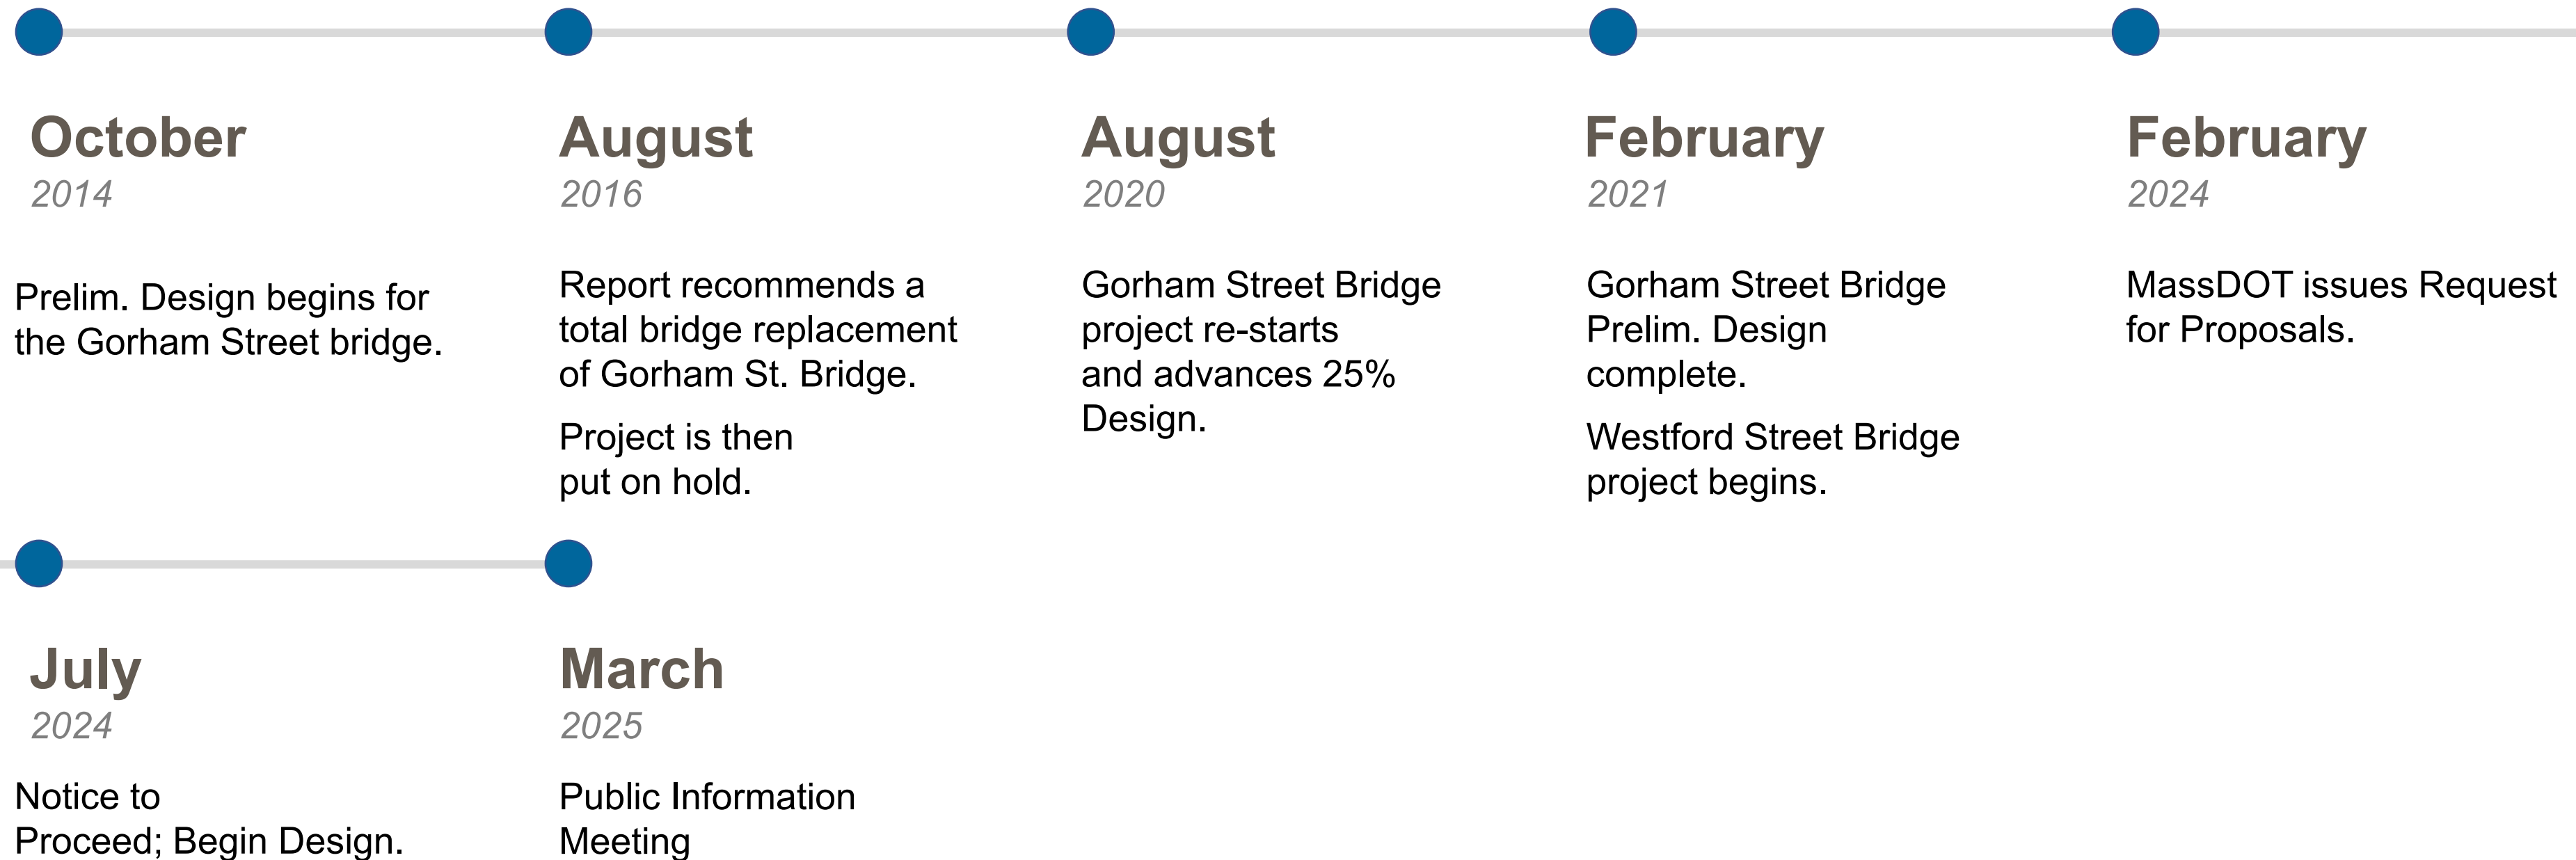 October
2014
Prelim. Design begins for
the Gorham Street bridge.
August
2016
Report recommends a
total bridge replacement
of Gorham St. Bridge.
Project is then
put on hold.
August
2020
Gorham Street Bridge
project re-starts
and advances 25%
Design.
February
2021
Gorham Street Bridge
Prelim. Design
complete.
Westford Street Bridge
project begins.
February
2024
MassDOT issues Request
for Proposals.
July
2024
Notice to
Proceed; Begin Design.
March
2025
Public Information
Meeting